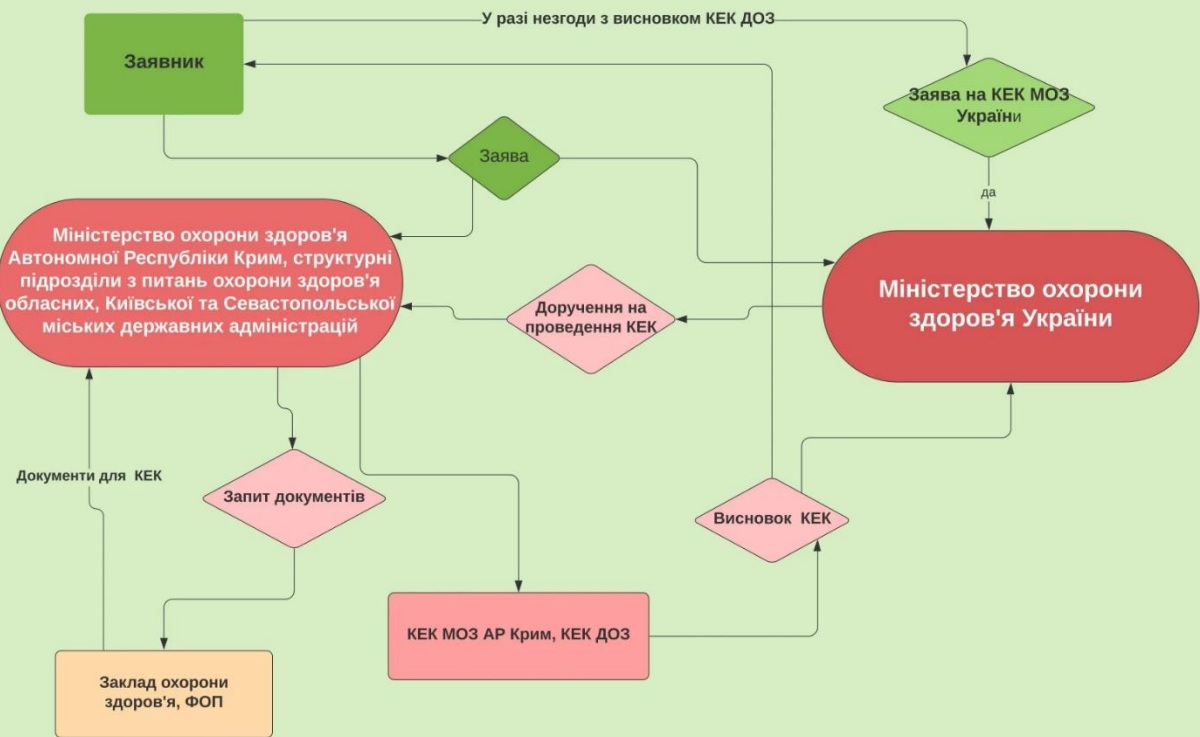 У разі незгоди з висновком КЕК ДОЗ
Заявник
Заява на КЕК МОЗ
України
Заява
да
Міністерство охорони здоров'я
Автономної Республіки Крим, структурні
підрозділи з питань охорони здоров'я
обласних, Київської та Севастопольської
міських державних адміністрацій
Доручення на
проведення КЕК
Міністерство охорони
здоров'я України
Документи для КЕК
Запит документів
Висновок КЕК
КЕК МОЗ АР Крим, КЕК ДОЗ
Заклад охорони
здоров'я, ФОП